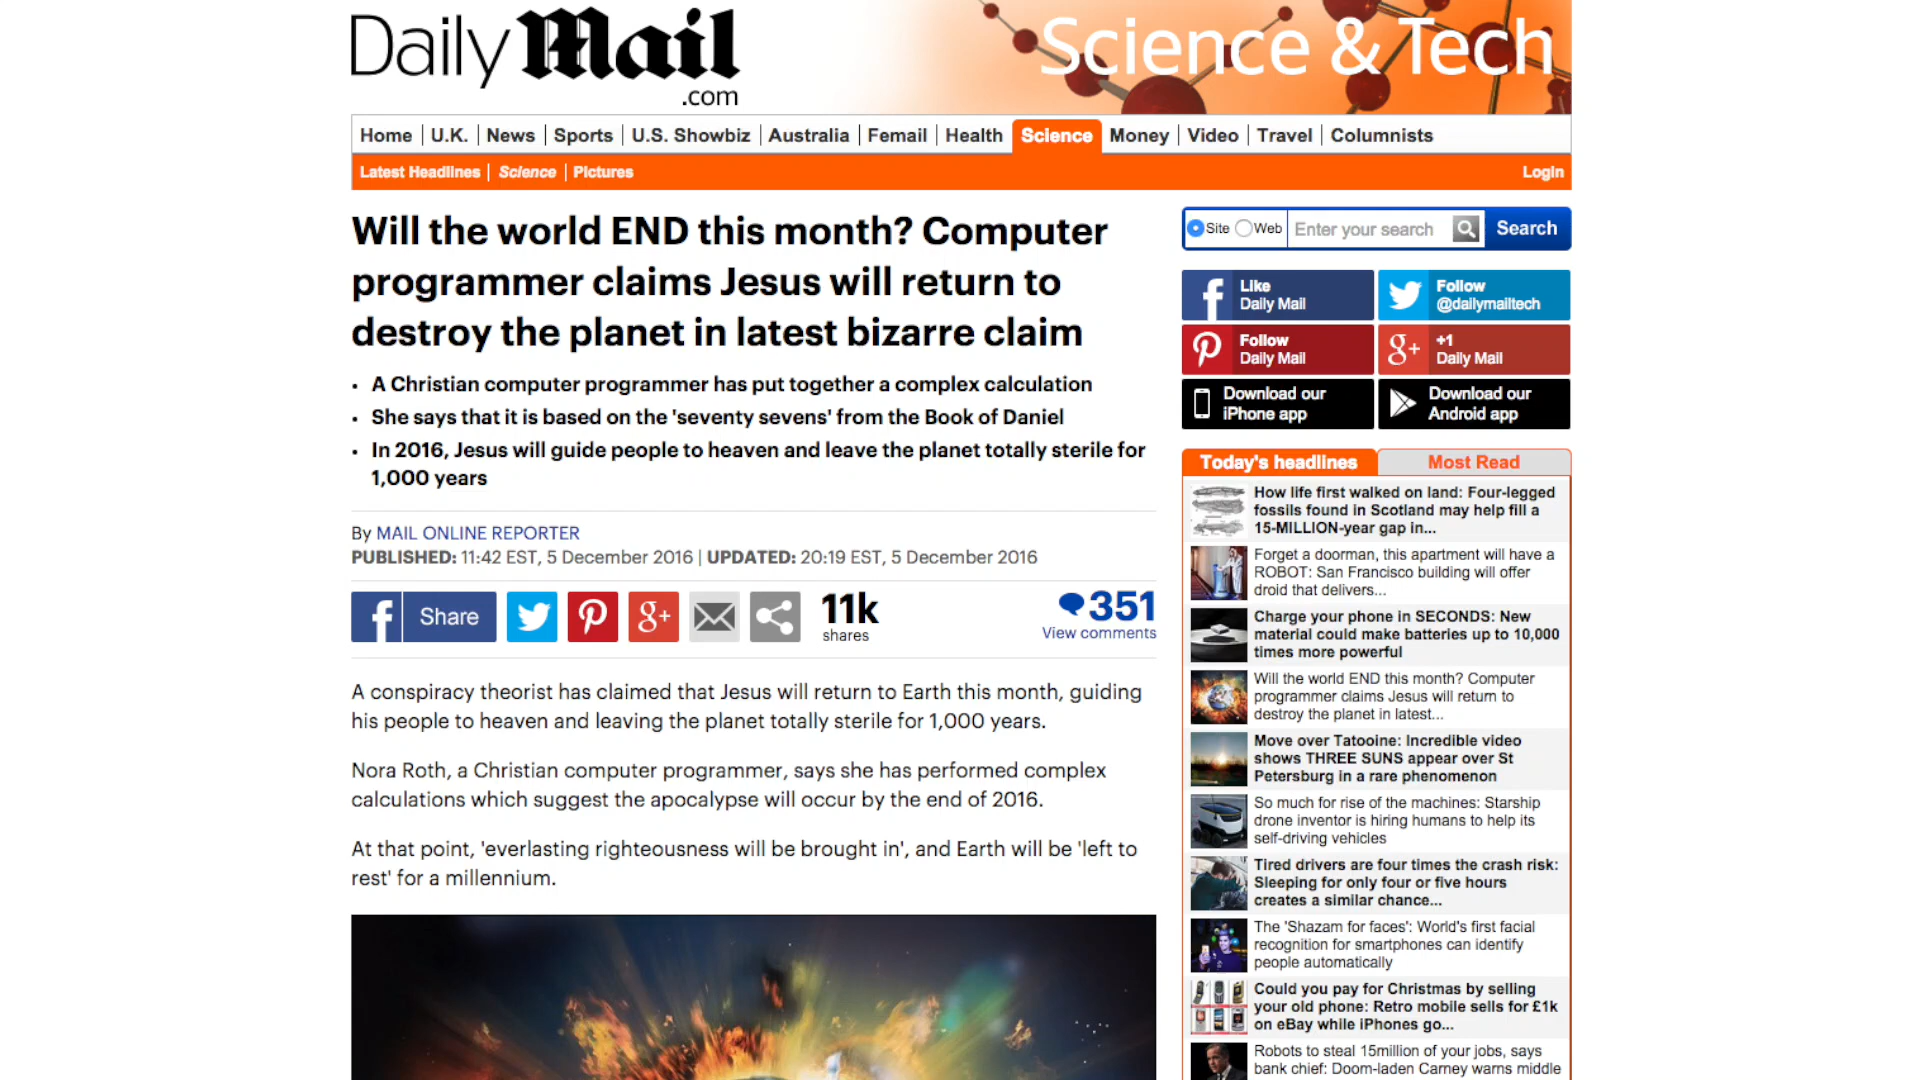 Daily Mail
.com
Science & Tech
Home | U.K. | News | Sports | U.S. Showbiz | Australia | Femail | Health | Science | Money | Video | Travel | Columnists
Latest Headlines | Science | Pictures
Login
Will the world END this month? Computer
programmer claims Jesus will return to
destroy the planet in latest bizarre claim
• A Christian computer programmer has put together a complex calculation
• She says that it is based on the 'seventy sevens' from the Book of Daniel
• In 2016, Jesus will guide people to heaven and leave the planet totally sterile for
1,000 years
By MAIL ONLINE REPORTER
PUBLISHED: 11:42 EST, 5 December 2016 | UPDATED: 20:19 EST, 5 December 2016
f Share
g+
11k
shares
351
View comments
A conspiracy theorist has claimed that Jesus will return to Earth this month, guiding
his people to heaven and leaving the planet totally sterile for 1,000 years.
Nora Roth, a Christian computer programmer, says she has performed complex
calculations which suggest the apocalypse will occur by the end of 2016.
At that point, 'everlasting righteousness will be brought in', and Earth will be 'left to
rest' for a millennium.
Site Web Enter your search Search
Like
Daily Mail
Follow
@dailymailtech
Follow
Daily Mail
g+ +1
Daily Mail
Download our
iPhone app
Download our
Android app
Today's headlines
Most Read
How life first walked on land: Four-legged
fossils found in Scotland may help fill a
15-MILLION-year gap in...
Forget a doorman, this apartment will have a
ROBOT: San Francisco building will offer
droid that delivers...
Charge your phone in SECONDS: New
material could make batteries up to 10,000
times more powerful
Will the world END this month? Computer
programmer claims Jesus will return to
destroy the planet in latest...
Move over Tatooine: Incredible video
shows THREE SUNS appear over St
Petersburg in a rare phenomenon
So much for rise of the machines: Starship
drone inventor is hiring humans to help its
self-driving vehicles
Tired drivers are four times the crash risk:
Sleeping for only four or five hours
creates a similar chance...
The 'Shazam for faces': World's first facial
recognition for smartphones can identify
people automatically
Could you pay for Christmas by selling
your old phone: Retro mobile sells for £1k
on eBay while iPhones go...
Robots to steal 15million of your jobs, says
bank chief: Doom-laden Carney warns middle